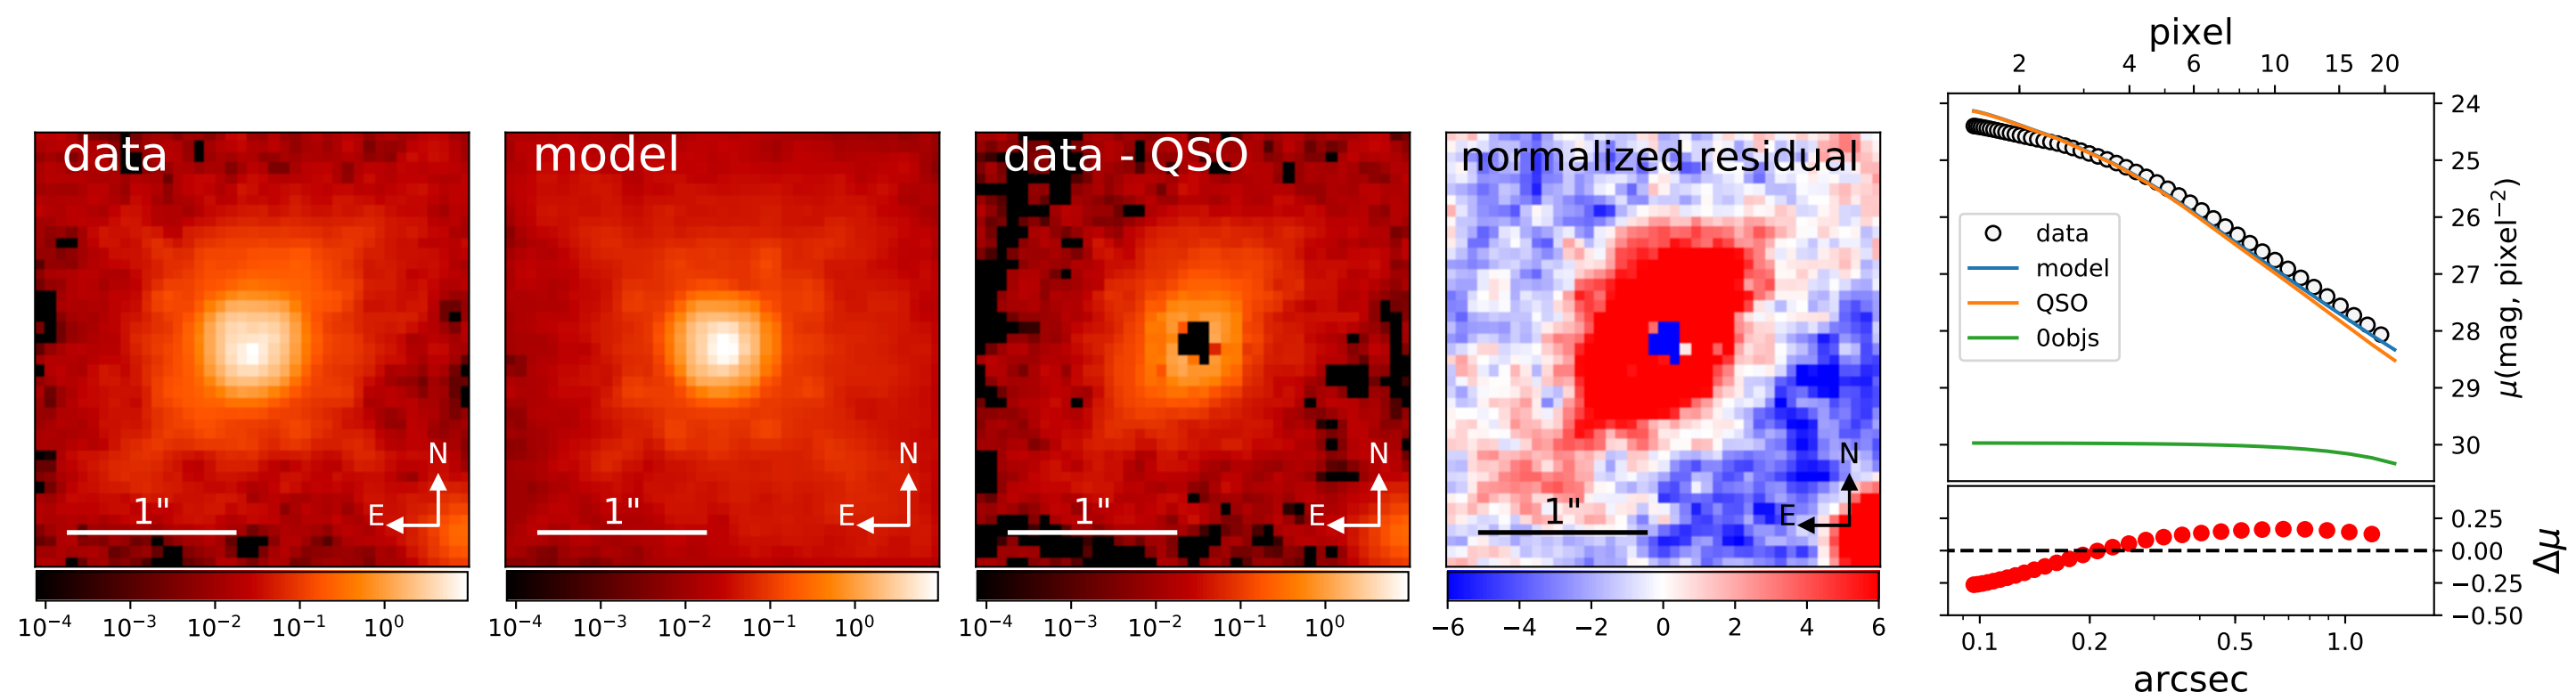 data
1"
N
E
10⁻⁴ 10⁻³ 10⁻² 10⁻¹ 10⁰
model
1"
N
E
10⁻⁴ 10⁻³ 10⁻² 10⁻¹ 10⁰
data - QSO
1"
N
E
10⁻⁴ 10⁻³ 10⁻² 10⁻¹ 10⁰
normalized residual
1"
N
E
−6 −4 −2 0 2 4 6
pixel
2 4 6 10 15 20
24
25
26
27
28
29
30
μ(mag, pixel⁻²)
data
model
QSO
0objs
0.25
0.00
−0.25
−0.50
Δμ
0.1 0.2 0.5 1.0
arcsec